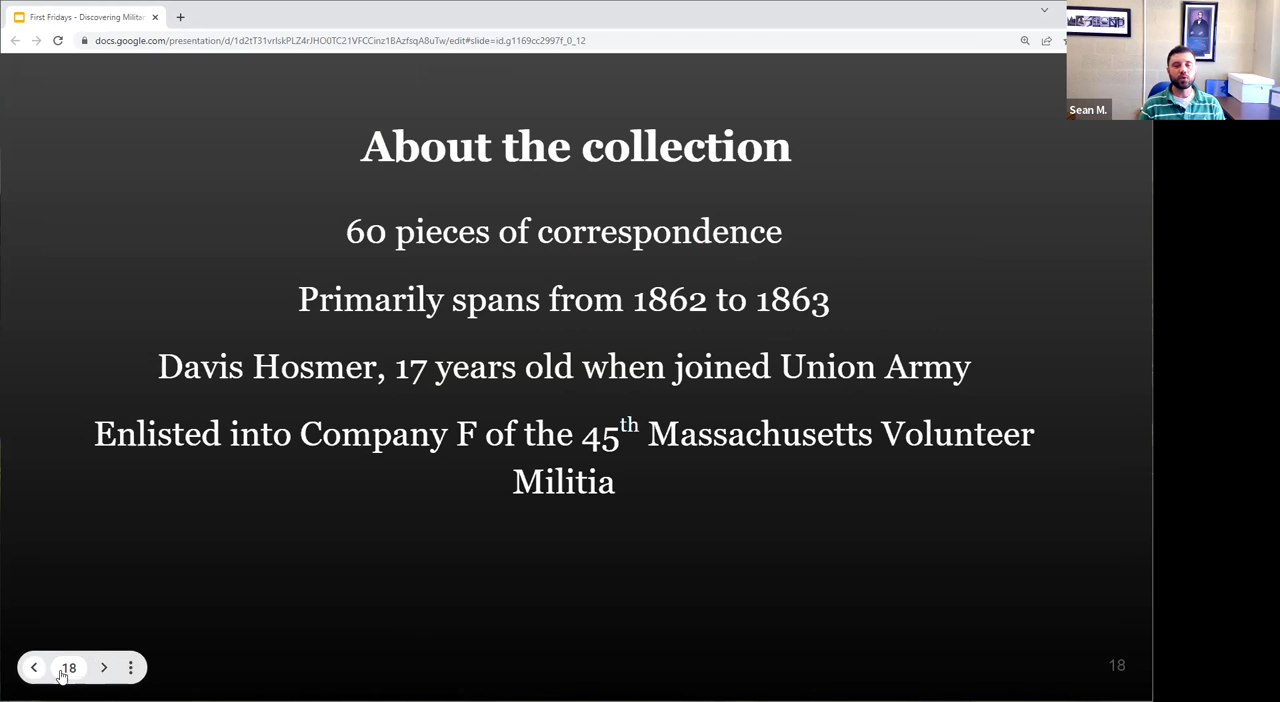 First Fridays - Discovering Milita
docs.google.com/presentation/d/1d2tT31vrlskPLZ4rJHO0TC21VFcCinz1BAzfsqA8uTw/edit#slide=id.g1169cc2997f_0_12
Sean M.
About the collection
60 pieces of correspondence
Primarily spans from 1862 to 1863
Davis Hosmer, 17 years old when joined Union Army
Enlisted into Company F of the 45th Massachusetts Volunteer
Militia
18
18